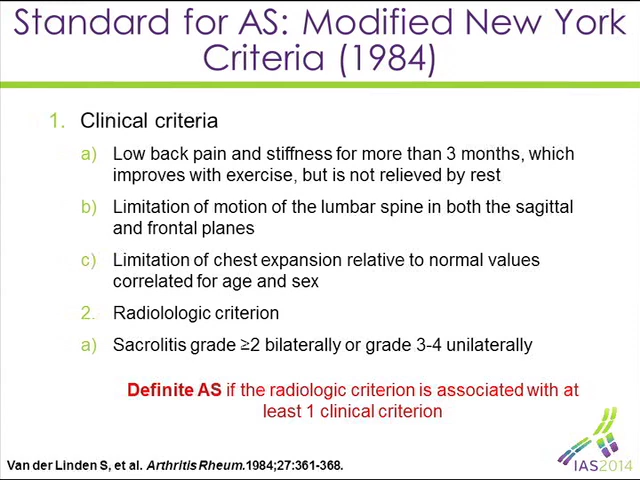 Standard for AS: Modified New York
Criteria (1984)
1. Clinical criteria
a) Low back pain and stiffness for more than 3 months, which
improves with exercise, but is not relieved by rest
b) Limitation of motion of the lumbar spine in both the sagittal
and frontal planes
c) Limitation of chest expansion relative to normal values
correlated for age and sex
2. Radiolologic criterion
a) Sacrolitis grade ≥2 bilaterally or grade 3-4 unilaterally
Definite AS if the radiologic criterion is associated with at
least 1 clinical criterion
Van der Linden S, et al. Arthritis Rheum.1984;27:361-368.
IAS2014